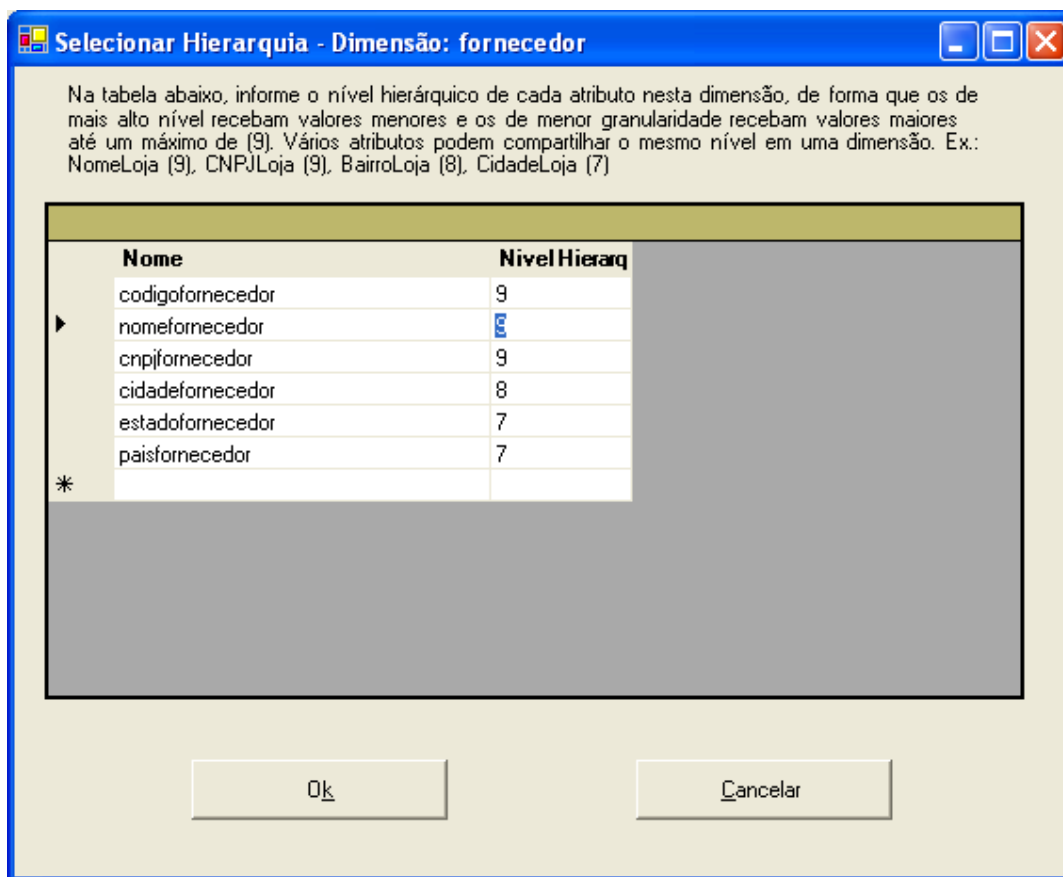 Selecionar Hierarquia - Dimensão: fornecedor
Na tabela abaixo, informe o nível hierárquico de cada atributo nesta dimensão, de forma que os de
mais alto nível recebam valores menores e os de menor granularidade recebam valores maiores
até um máximo de (9). Vários atributos podem compartilhar o mesmo nível em uma dimensão. Ex.:
NomeLoja (9), CNPJLoja (9), BairroLoja (8), CidadeLoja (7)
Nome Nivel Hierarq
codigofornecedor 9
nomefornecedor 9
cnpjfornecedor 9
cidadefornecedor 8
estadofornecedor 7
paisfornecedor 7
Ok Cancelar